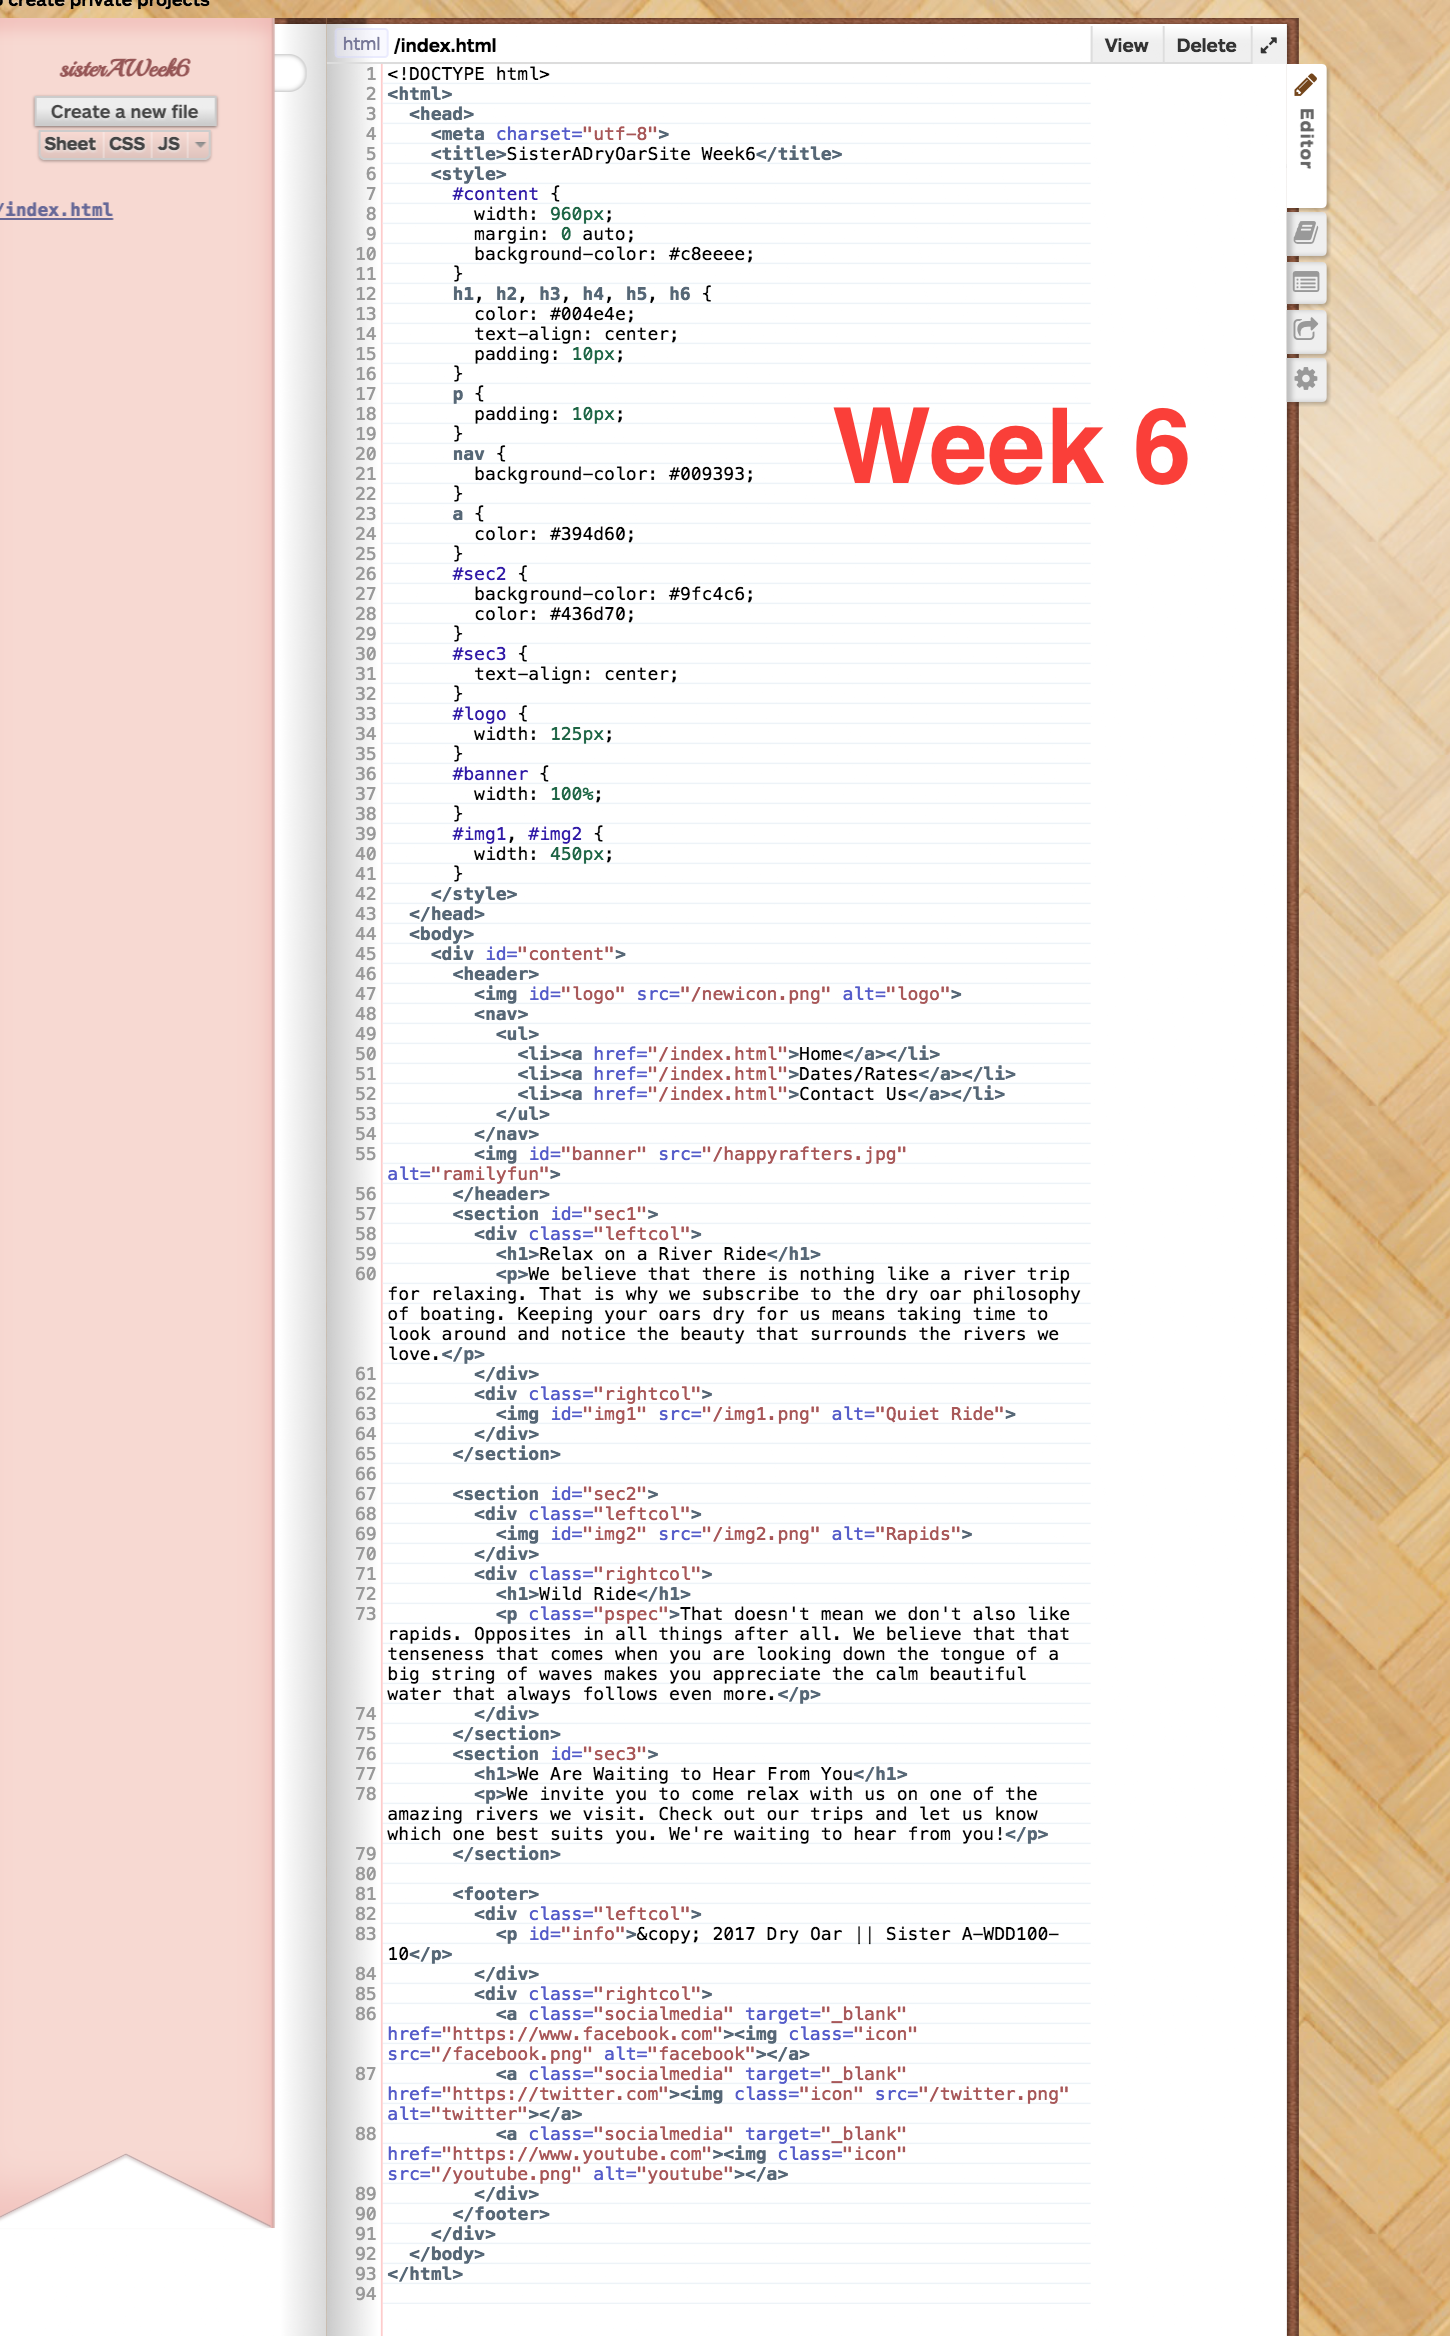 o create private projects
sisterAWeek6
Create a new file
Sheet CSS JS
/index.html
html /index.html
View Delete
Editor
Week 6
1 <!DOCTYPE html>
2 <html>
3   <head>
4     <meta charset="utf-8">
5     <title>SisterADryOarSite Week6</title>
6     <style>
7       #content {
8         width: 960px;
9         margin: 0 auto;
10         background-color: #c8eeee;
11       }
12       h1, h2, h3, h4, h5, h6 {
13         color: #004e4e;
14         text-align: center;
15         padding: 10px;
16       }
17       p {
18         padding: 10px;
19       }
20       nav {
21         background-color: #009393;
22       }
23       a {
24         color: #394d60;
25       }
26       #sec2 {
27         background-color: #9fc4c6;
28         color: #436d70;
29       }
30       #sec3 {
31         text-align: center;
32       }
33       #logo {
34         width: 125px;
35       }
36       #banner {
37         width: 100%;
38       }
39       #img1, #img2 {
40         width: 450px;
41       }
42     </style>
43   </head>
44   <body>
45     <div id="content">
46       <header>
47         <img id="logo" src="/newicon.png" alt="logo">
48         <nav>
49           <ul>
50             <li><a href="/index.html">Home</a></li>
51             <li><a href="/index.html">Dates/Rates</a></li>
52             <li><a href="/index.html">Contact Us</a></li>
53           </ul>
54         </nav>
55         <img id="banner" src="/happyrafters.jpg"
alt="ramilyfun">
56       </header>
57       <section id="sec1">
58         <div class="leftcol">
59           <h1>Relax on a River Ride</h1>
60           <p>We believe that there is nothing like a river trip
for relaxing. That is why we subscribe to the dry oar philosophy
of boating. Keeping your oars dry for us means taking time to
look around and notice the beauty that surrounds the rivers we
love.</p>
61         </div>
62         <div class="rightcol">
63           <img id="img1" src="/img1.png" alt="Quiet Ride">
64         </div>
65       </section>
66
67       <section id="sec2">
68         <div class="leftcol">
69           <img id="img2" src="/img2.png" alt="Rapids">
70         </div>
71         <div class="rightcol">
72           <h1>Wild Ride</h1>
73           <p class="pspec">That doesn't mean we don't also like
rapids. Opposites in all things after all. We believe that that
tenseness that comes when you are looking down the tongue of a
big string of waves makes you appreciate the calm beautiful
water that always follows even more.</p>
74         </div>
75       </section>
76       <section id="sec3">
77         <h1>We Are Waiting to Hear From You</h1>
78         <p>We invite you to come relax with us on one of the
amazing rivers we visit. Check out our trips and let us know
which one best suits you. We're waiting to hear from you!</p>
79       </section>
80
81       <footer>
82         <div class="leftcol">
83           <p id="info">&copy; 2017 Dry Oar || Sister A-WDD100-
10</p>
84         </div>
85         <div class="rightcol">
86           <a class="socialmedia" target="_blank"
href="https://www.facebook.com"><img class="icon"
src="/facebook.png" alt="facebook"></a>
87           <a class="socialmedia" target="_blank"
href="https://twitter.com"><img class="icon" src="/twitter.png"
alt="twitter"></a>
88           <a class="socialmedia" target="_blank"
href="https://www.youtube.com"><img class="icon"
src="/youtube.png" alt="youtube"></a>
89         </div>
90       </footer>
91     </div>
92   </body>
93 </html>
94